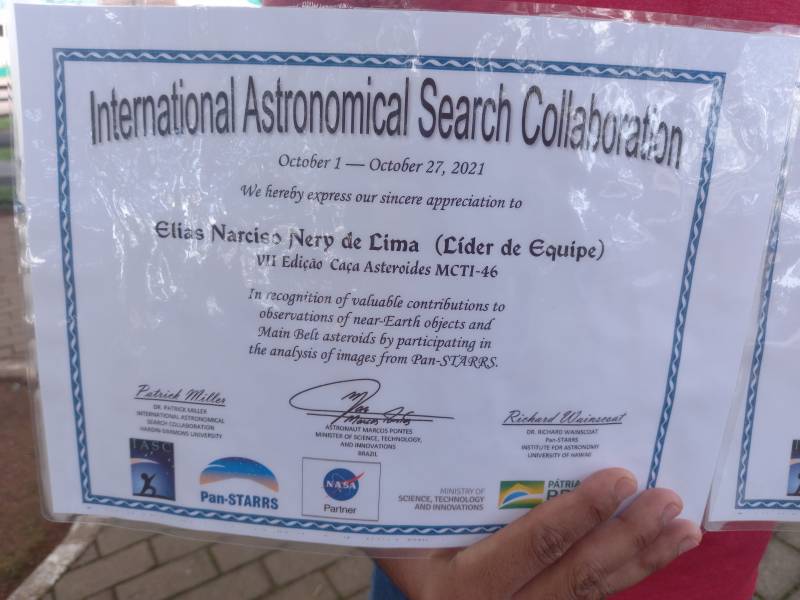 International Astronomical Search Collaboration
October 1 — October 27, 2021
We hereby express our sincere appreciation to
Elias Narciso Nery de Lima (Líder de Equipe)
VII Edição Caça Asteroides MCTI-46
In recognition of valuable contributions to
observations of near-Earth objects and
Main Belt asteroids by participating in
the analysis of images from Pan-STARRS.
Patrick Miller
DR. PATRICK MILLER
INTERNATIONAL ASTRONOMICAL
SEARCH COLLABORATION
HARDIN-SIMMONS UNIVERSITY
Marcos Pontes
ASTRONAUT MARCOS PONTES
MINISTER OF SCIENCE, TECHNOLOGY,
AND INNOVATIONS
BRAZIL
Richard Wainscoat
DR. RICHARD WAINSCOAT
Pan-STARRS
INSTITUTE FOR ASTRONOMY
UNIVERSITY OF HAWAII
IASC
Pan-STARRS
NASA
Partner
MINISTRY OF
SCIENCE, TECHNOLOGY
AND INNOVATIONS
PÁTRIA